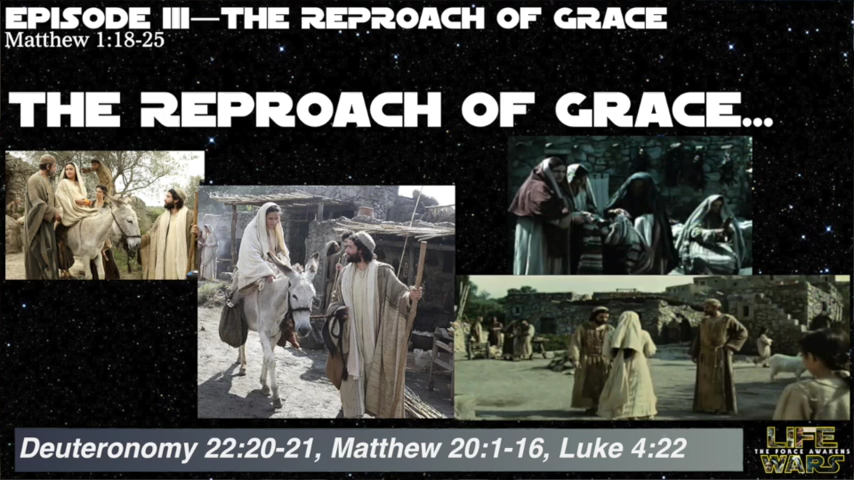 EPISODE III—THE REPROACH OF GRACE
Matthew 1:18-25
THE REPROACH OF GRACE...
Deuteronomy 22:20-21, Matthew 20:1-16, Luke 4:22
LIFE
THE FORCE AWAKENS
WARS